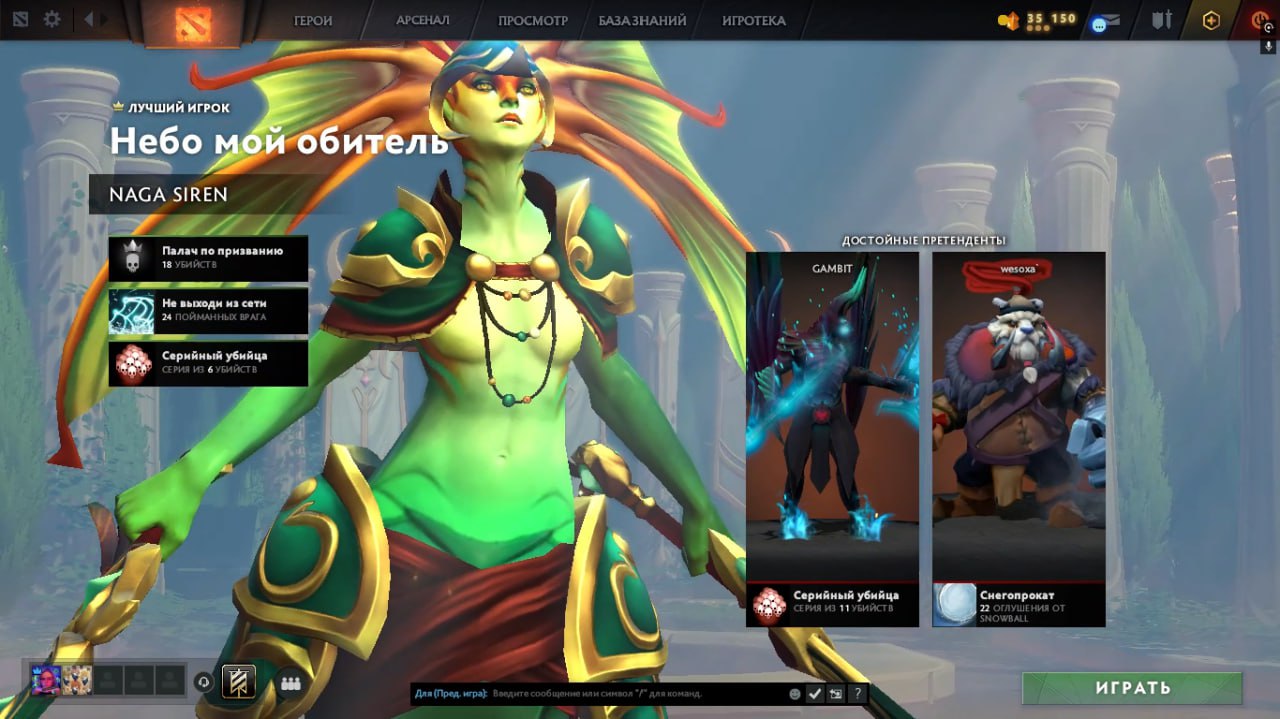 ГЕРОИ
АРСЕНАЛ
ПРОСМОТР
БАЗА ЗНАНИЙ
ИГРОТЕКА
35 150
ЛУЧШИЙ ИГРОК
Небо мой обитель
NAGA SIREN
Палач по призванию
18 УБИЙСТВ
Не выходи из сети
24 ПОЙМАННЫХ ВРАГА
Серийный убийца
СЕРИЯ ИЗ 6 УБИЙСТВ
ДОСТОЙНЫЕ ПРЕТЕНДЕНТЫ
GAMBIT
Серийный убийца
СЕРИЯ ИЗ 11 УБИЙСТВ
wesoxa
Снегопрокат
22 ОГЛУШЕНИЯ ОТ
SNOWBALL
Для (Пред. игра): Введите сообщение или символ "/" для команд.
?
ИГРАТЬ